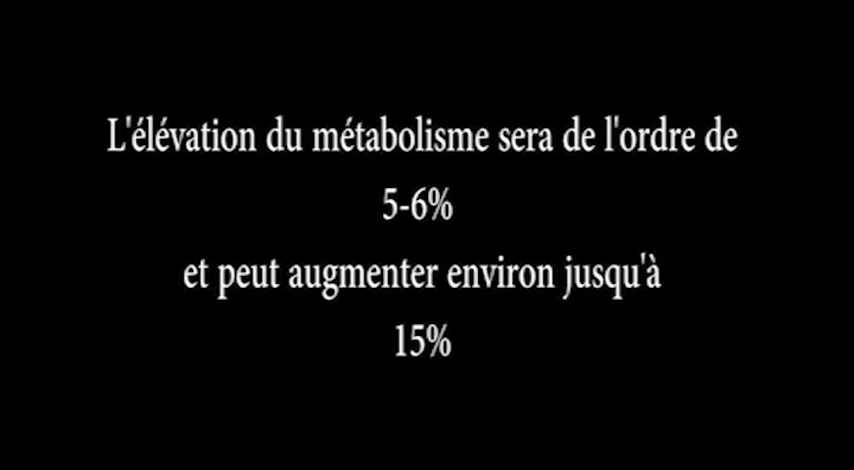 L'élévation du métabolisme sera de l'ordre de
5-6%
et peut augmenter environ jusqu'à
15%